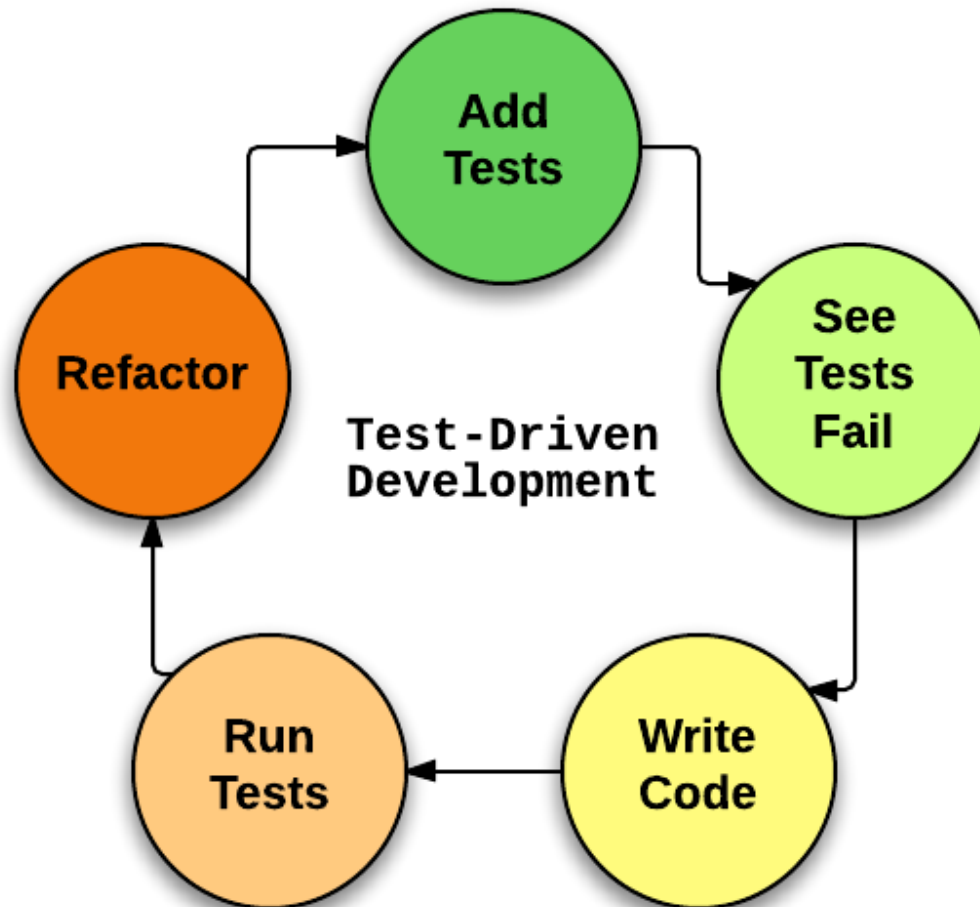 Add
Tests
See
Tests
Fail
Refactor
Test-Driven
Development
Write
Code
Run
Tests